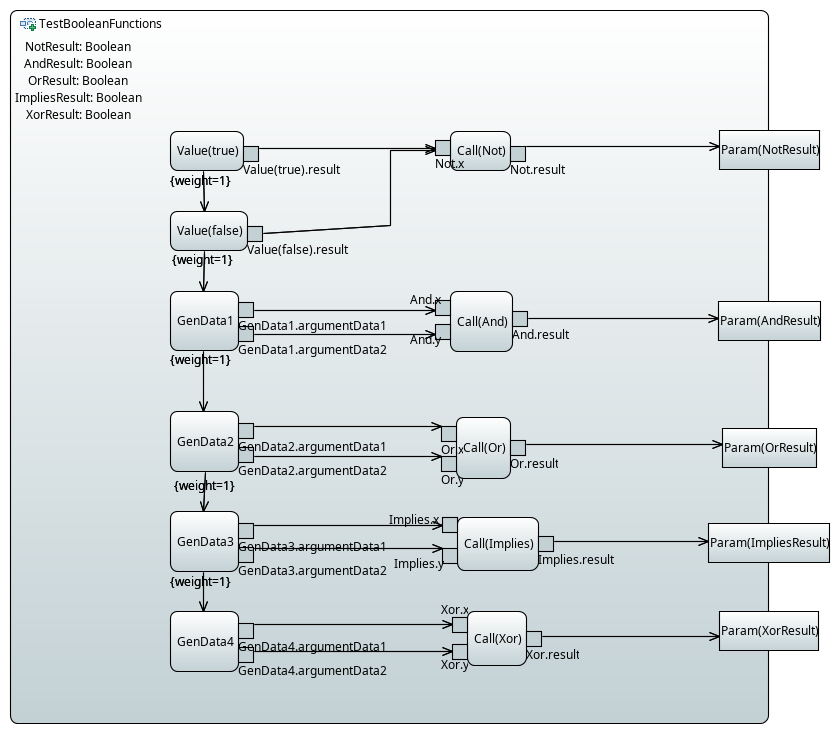 TestBooleanFunctions
NotResult: Boolean
AndResult: Boolean
OrResult: Boolean
ImpliesResult: Boolean
XorResult: Boolean
Value(true)
Value(true).result
{weight=1}
Not.x
Call(Not)
Not.result
Param(NotResult)
Value(false)
Value(false).result
{weight=1}
GenData1
GenData1.argumentData1
GenData1.argumentData2
{weight=1}
And.x
And.y
Call(And)
And.result
Param(AndResult)
GenData2
GenData2.argumentData1
GenData2.argumentData2
{weight=1}
Or.x
Or.y
Call(Or)
Or.result
Param(OrResult)
GenData3
GenData3.argumentData1
GenData3.argumentData2
{weight=1}
Implies.x
Implies.y
Call(Implies)
Implies.result
Param(ImpliesResult)
GenData4
GenData4.argumentData1
GenData4.argumentData2
Xor.x
Xor.y
Call(Xor)
Xor.result
Param(XorResult)